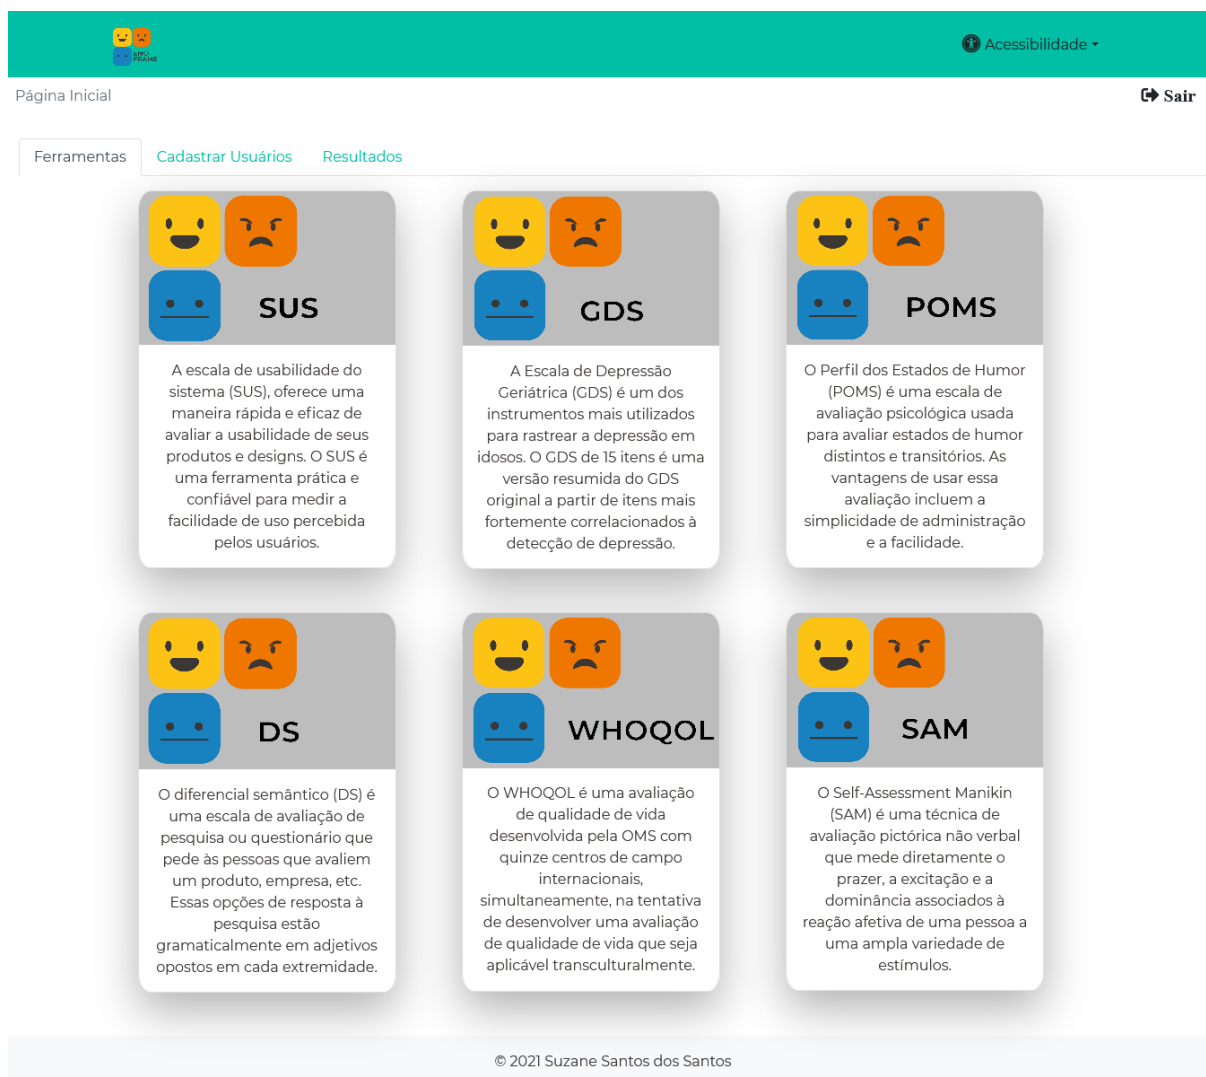 EMO
FRAME
Acessibilidade
Página Inicial
Sair
Ferramentas
Cadastrar Usuários
Resultados
SUS
A escala de usabilidade do
sistema (SUS), oferece uma
maneira rápida e eficaz de
avaliar a usabilidade de seus
produtos e designs. O SUS é
uma ferramenta prática e
confiável para medir a
facilidade de uso percebida
pelos usuários.
GDS
A Escala de Depressão
Geriátrica (GDS) é um dos
instrumentos mais utilizados
para rastrear a depressão em
idosos. O GDS de 15 itens é uma
versão resumida do GDS
original a partir de itens mais
fortemente correlacionados à
detecção de depressão.
POMS
O Perfil dos Estados de Humor
(POMS) é uma escala de
avaliação psicológica usada
para avaliar estados de humor
distintos e transitórios. As
vantagens de usar essa
avaliação incluem a
simplicidade de administração
e a facilidade.
DS
O diferencial semântico (DS) é
uma escala de avaliação de
pesquisa ou questionário que
pede às pessoas que avaliem
um produto, empresa, etc.
Essas opções de resposta à
pesquisa estão
gramaticalmente em adjetivos
opostos em cada extremidade.
WHOQOL
O WHOQOL é uma avaliação
de qualidade de vida
desenvolvida pela OMS com
quinze centros de campo
internacionais,
simultaneamente, na tentativa
de desenvolver uma avaliação
de qualidade de vida que seja
aplicável transculturalmente.
SAM
O Self-Assessment Manikin
(SAM) é uma técnica de
avaliação pictórica não verbal
que mede diretamente o
prazer, a excitação e a
dominância associados à
reação afetiva de uma pessoa a
uma ampla variedade de
estímulos.
© 2021 Suzane Santos dos Santos